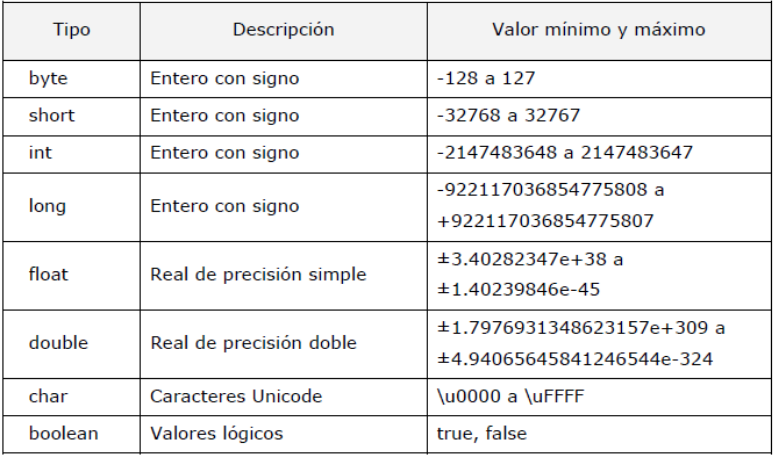 Tipo Descripción Valor mínimo y máximo
byte Entero con signo -128 a 127
short Entero con signo -32768 a 32767
int Entero con signo -2147483648 a 2147483647
long Entero con signo -922117036854775808 a
+922117036854775807
float Real de precisión simple ±3.40282347e+38 a
±1.40239846e-45
double Real de precisión doble ±1.7976931348623157e+309 a
±4.94065645841246544e-324
char Caracteres Unicode \u0000 a \uFFFF
boolean Valores lógicos true, false